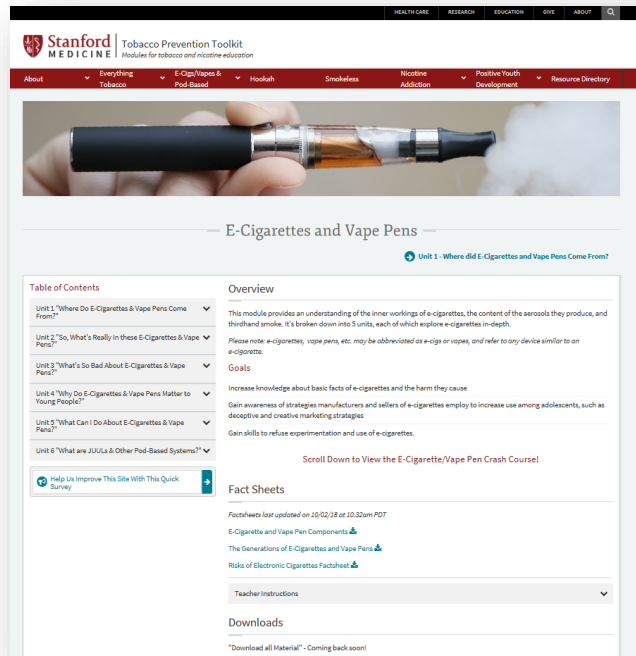 HEALTH CARE RESEARCH EDUCATION GIVE ABOUT
Stanford
MEDICINE
Tobacco Prevention Toolkit
Modules for tobacco and nicotine education
About
Everything
Tobacco
E-Cigs/Vapes &
Pod-Based
Hookah
Smokeless
Nicotine
Addiction
Positive Youth
Development
Resource Directory
E-Cigarettes and Vape Pens
Unit 1 - Where did E-Cigarettes and Vape Pens Come From?
Table of Contents
Unit 1 "Where Do E-Cigarettes & Vape Pens Come
From?"
Unit 2 "So, What's Really in these E-Cigarettes & Vape
Pens?"
Unit 3 "What's So Bad About E-Cigarettes & Vape
Pens?"
Unit 4 "Why Do E-Cigarettes & Vape Pens Matter to
Young People?"
Unit 5 "What Can I Do About E-Cigarettes & Vape
Pens?"
Unit 6 "What are JUULs & Other Pod-Based Systems?"
Help Us Improve This Site With This Quick
Survey
Overview
This module provides an understanding of the inner workings of e-cigarettes, the content of the aerosols they produce, and
thirdhand smoke. It's broken down into 5 units, each of which explore e-cigarettes in-depth.
Please note: e-cigarettes, vape pens, etc. may be abbreviated as e-cigs or vapes, and refer to any device similar to an
e-cigarette.
Goals
Increase knowledge about basic facts of e-cigarettes and the harm they cause
Gain awareness of strategies manufacturers and sellers of e-cigarettes employ to increase use among adolescents, such as
deceptive and creative marketing strategies
Gain skills to refuse experimentation and use of e-cigarettes.
Scroll Down to View the E-Cigarette/Vape Pen Crash Course!
Fact Sheets
Factsheets last updated on 10/02/18 at 10:32am PDT
E-Cigarette and Vape Pen Components
The Generations of E-Cigarettes and Vape Pens
Risks of Electronic Cigarettes Factsheet
Teacher Instructions
Downloads
"Download all Material" - Coming back soon!